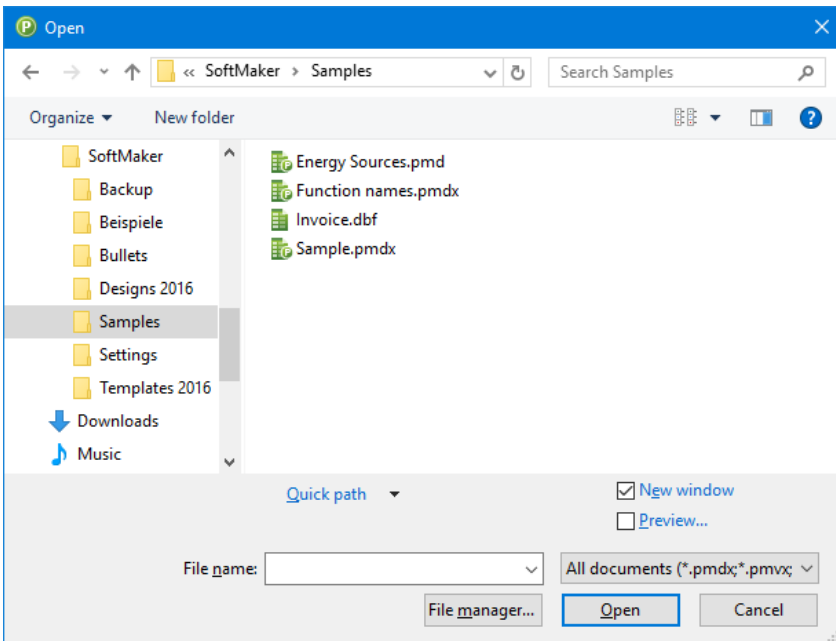 Open
« SoftMaker > Samples
Search Samples
Organize
New folder
SoftMaker
Backup
Beispiele
Bullets
Designs 2016
Samples
Settings
Templates 2016
Downloads
Music
Energy Sources.pmd
Function names.pmdx
Invoice.dbf
Sample.pmdx
Quick path
New window
Preview...
File name:
All documents (*.pmdx;*.pmvx;
File manager...
Open
Cancel